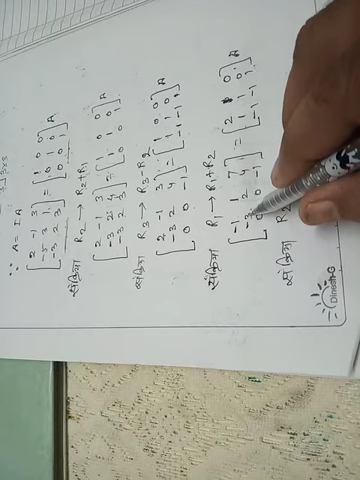 ∴ A = IA
2 -1 3 1 0 0
-5 3 1 = 0 1 0 A
-3 2 3 0 0 1
संक्रिया R2 → R2+R1
2 -1 3 1 0 0
-3 2 4 = 1 1 0 A
-3 2 3 0 0 1
संक्रिया R3 → R3-R2
2 -1 3 1 0 0
-3 2 4 = 1 1 0 A
0 0 -1 -1 -1 1
संक्रिया R1 → R1+R2
-1 1 7 2 1 0
-3 2 4 = 1 1 0 A
0 0 -1 -1 -1 1
संक्रिया R2
Dinesh-G